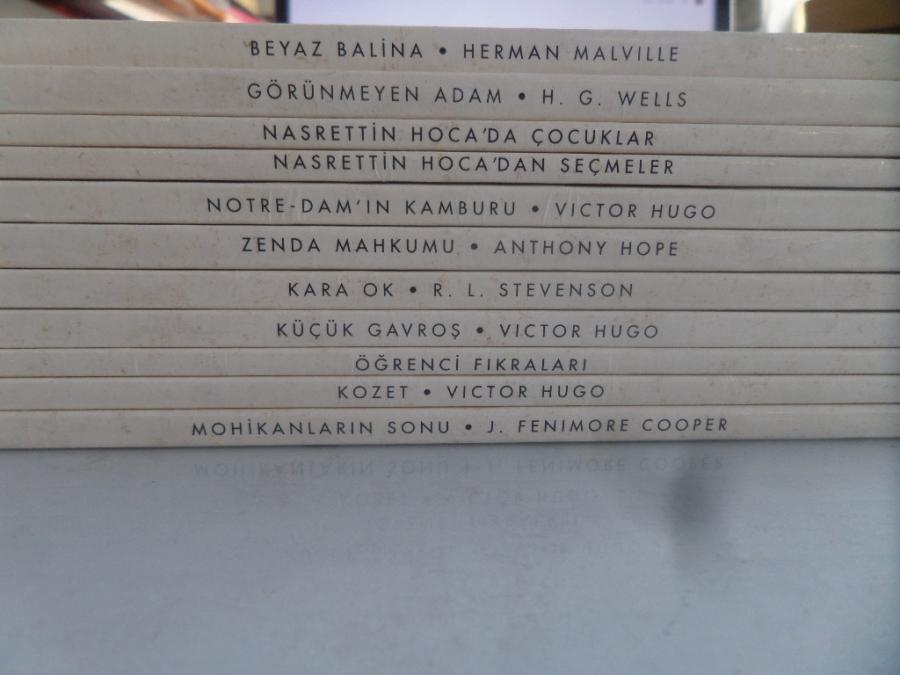 BEYAZ BALİNA • HERMAN MALVILLE
GÖRÜNMEYEN ADAM • H. G. WELLS
NASRETTİN HOCA'DA ÇOCUKLAR
NASRETTİN HOCA'DAN SEÇMELER
NOTRE-DAM'IN KAMBURU • VICTOR HUGO
ZENDA MAHKUMU • ANTHONY HOPE
KARA OK • R. L. STEVENSON
KÜÇÜK GAVROŞ • VICTOR HUGO
ÖĞRENCİ FIKRALARI
KOZET • VICTOR HUGO
MOHİKANLARIN SONU • J. FENIMORE COOPER